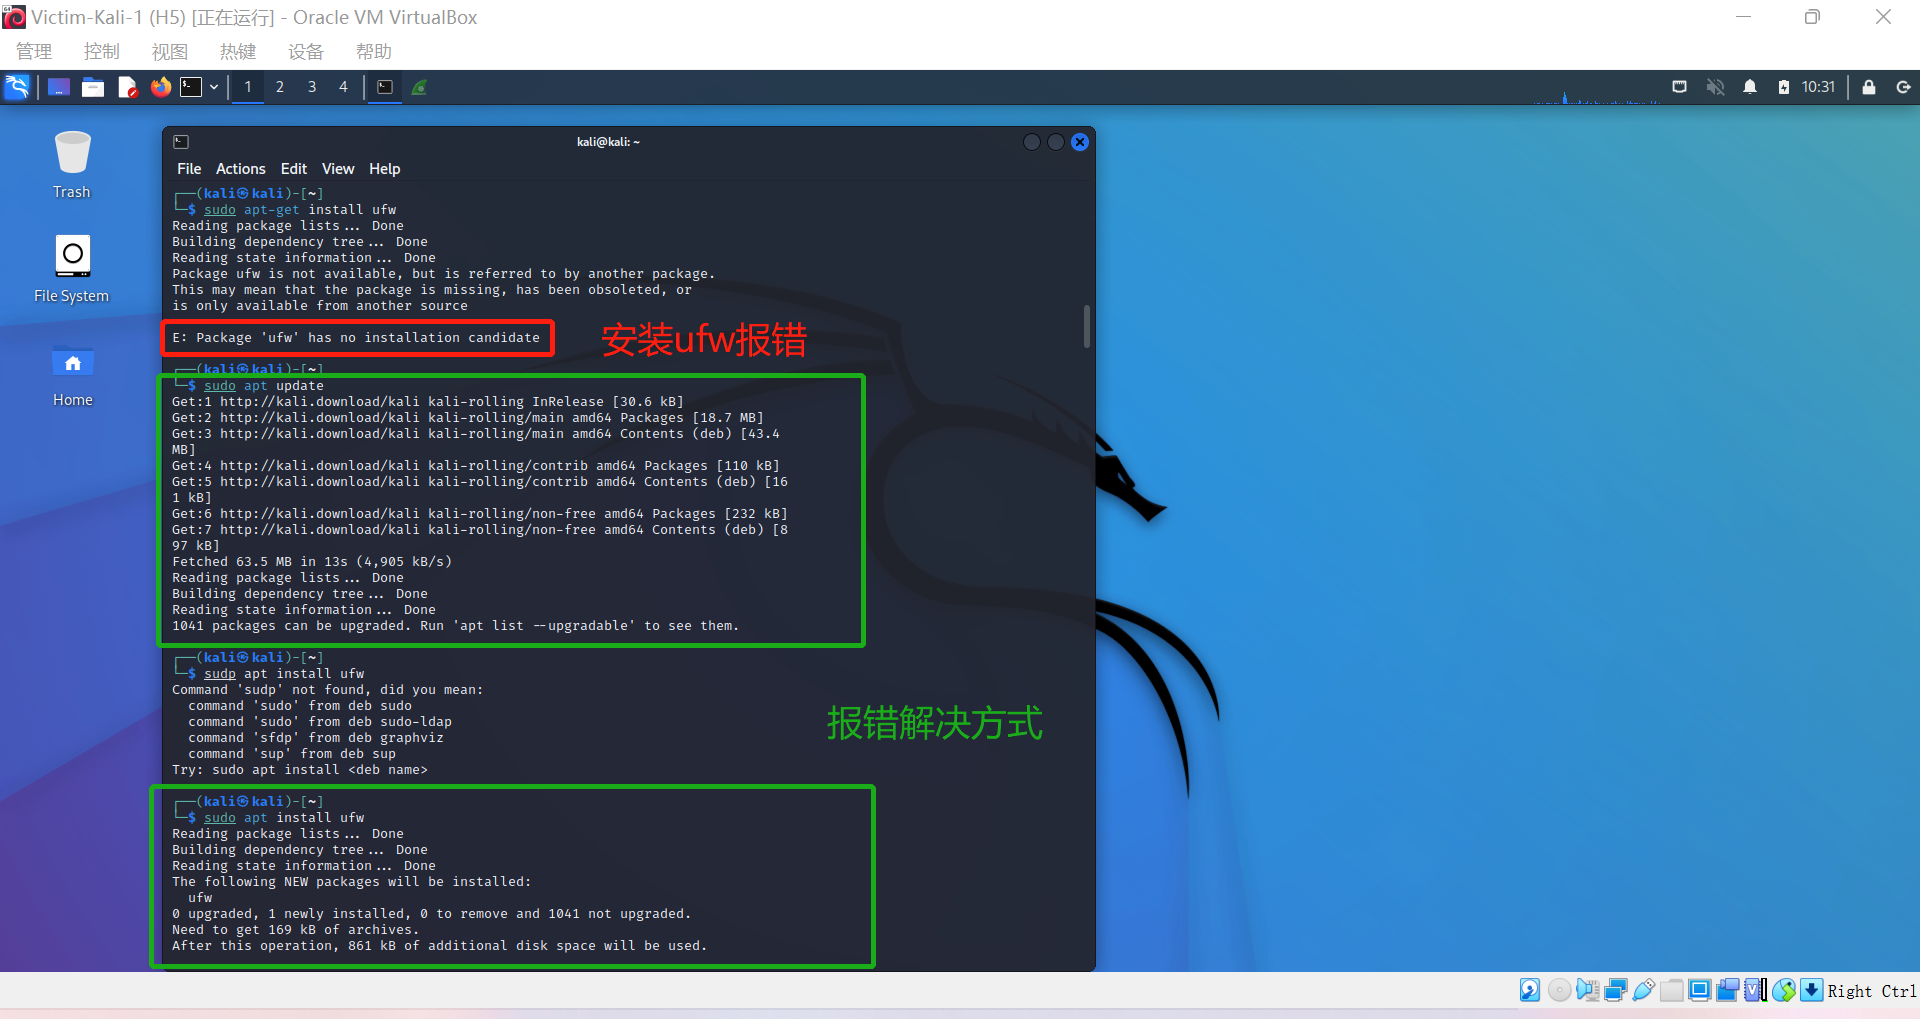 Victim-Kali-1 (H5) [正在运行] - Oracle VM VirtualBox
管理 控制 视图 热键 设备 帮助
1 2 3 4 10:31
kali@kali: ~
File Actions Edit View Help
Trash
File System
Home
┌──(kali㉿kali)-[~]
└─$ sudo apt-get install ufw
Reading package lists... Done
Building dependency tree... Done
Reading state information... Done
Package ufw is not available, but is referred to by another package.
This may mean that the package is missing, has been obsoleted, or
is only available from another source
E: Package 'ufw' has no installation candidate
安装ufw报错
┌──(kali㉿kali)-[~]
└─$ sudo apt update
Get:1 http://kali.download/kali kali-rolling InRelease [30.6 kB]
Get:2 http://kali.download/kali kali-rolling/main amd64 Packages [18.7 MB]
Get:3 http://kali.download/kali kali-rolling/main amd64 Contents (deb) [43.4
MB]
Get:4 http://kali.download/kali kali-rolling/contrib amd64 Packages [110 kB]
Get:5 http://kali.download/kali kali-rolling/contrib amd64 Contents (deb) [16
1 kB]
Get:6 http://kali.download/kali kali-rolling/non-free amd64 Packages [232 kB]
Get:7 http://kali.download/kali kali-rolling/non-free amd64 Contents (deb) [8
97 kB]
Fetched 63.5 MB in 13s (4,905 kB/s)
Reading package lists... Done
Building dependency tree... Done
Reading state information... Done
1041 packages can be upgraded. Run 'apt list --upgradable' to see them.
┌──(kali㉿kali)-[~]
└─$ sudp apt install ufw
Command 'sudp' not found, did you mean:
command 'sudo' from deb sudo
command 'sudo' from deb sudo-ldap
command 'sfdp' from deb graphviz
command 'sup' from deb sup
Try: sudo apt install <deb name>
报错解决方式
┌──(kali㉿kali)-[~]
└─$ sudo apt install ufw
Reading package lists... Done
Building dependency tree... Done
Reading state information... Done
The following NEW packages will be installed:
ufw
0 upgraded, 1 newly installed, 0 to remove and 1041 not upgraded.
Need to get 169 kB of archives.
After this operation, 861 kB of additional disk space will be used.
Right Ctrl